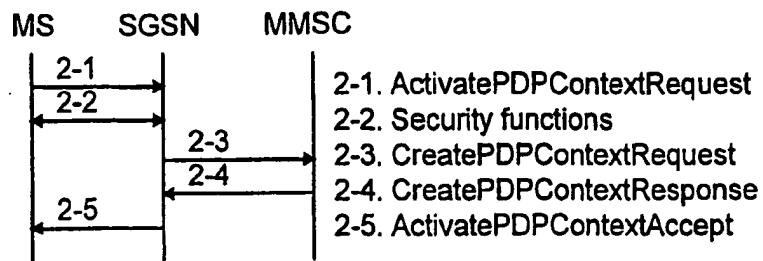 MS SGSN MMSC
2-1 2-1. ActivatePDPContextRequest
2-2 2-2. Security functions
2-3 2-3. CreatePDPContextRequest
2-4 2-4. CreatePDPContextResponse
2-5 2-5. ActivatePDPContextAccept